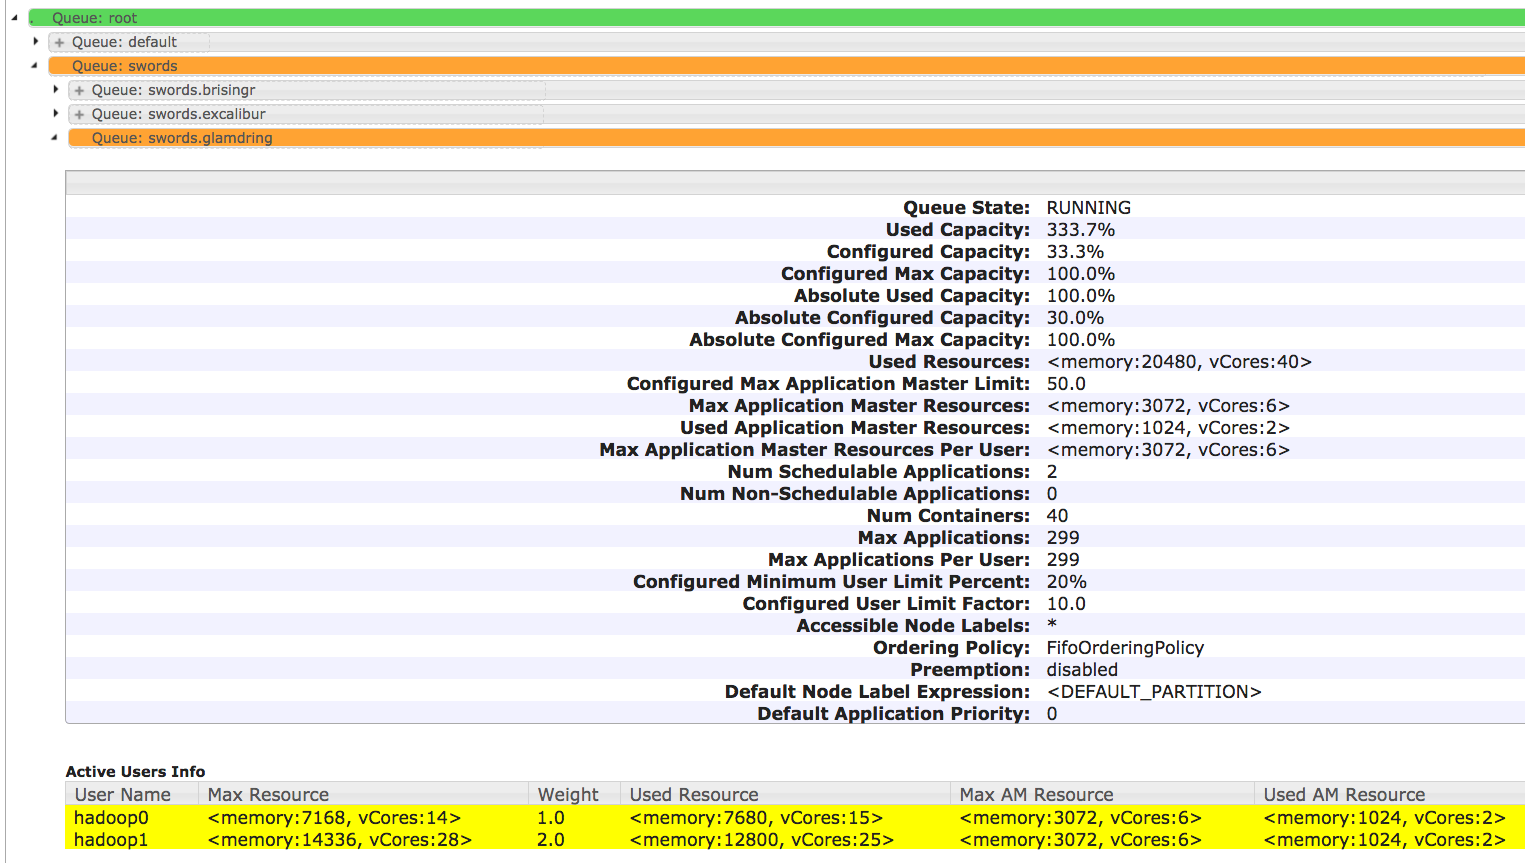 Queue: root
+ Queue: default
Queue: swords
+ Queue: swords.brisingr
+ Queue: swords.excalibur
Queue: swords.glamdring
Queue State: RUNNING
Used Capacity: 333.7%
Configured Capacity: 33.3%
Configured Max Capacity: 100.0%
Absolute Used Capacity: 100.0%
Absolute Configured Capacity: 30.0%
Absolute Configured Max Capacity: 100.0%
Used Resources: <memory:20480, vCores:40>
Configured Max Application Master Limit: 50.0
Max Application Master Resources: <memory:3072, vCores:6>
Used Application Master Resources: <memory:1024, vCores:2>
Max Application Master Resources Per User: <memory:3072, vCores:6>
Num Schedulable Applications: 2
Num Non-Schedulable Applications: 0
Num Containers: 40
Max Applications: 299
Max Applications Per User: 299
Configured Minimum User Limit Percent: 20%
Configured User Limit Factor: 10.0
Accessible Node Labels: *
Ordering Policy: FifoOrderingPolicy
Preemption: disabled
Default Node Label Expression: <DEFAULT_PARTITION>
Default Application Priority: 0
Active Users Info
User Name Max Resource Weight Used Resource Max AM Resource Used AM Resource
hadoop0 <memory:7168, vCores:14> 1.0 <memory:7680, vCores:15> <memory:3072, vCores:6> <memory:1024, vCores:2>
hadoop1 <memory:14336, vCores:28> 2.0 <memory:12800, vCores:25> <memory:3072, vCores:6> <memory:1024, vCores:2>